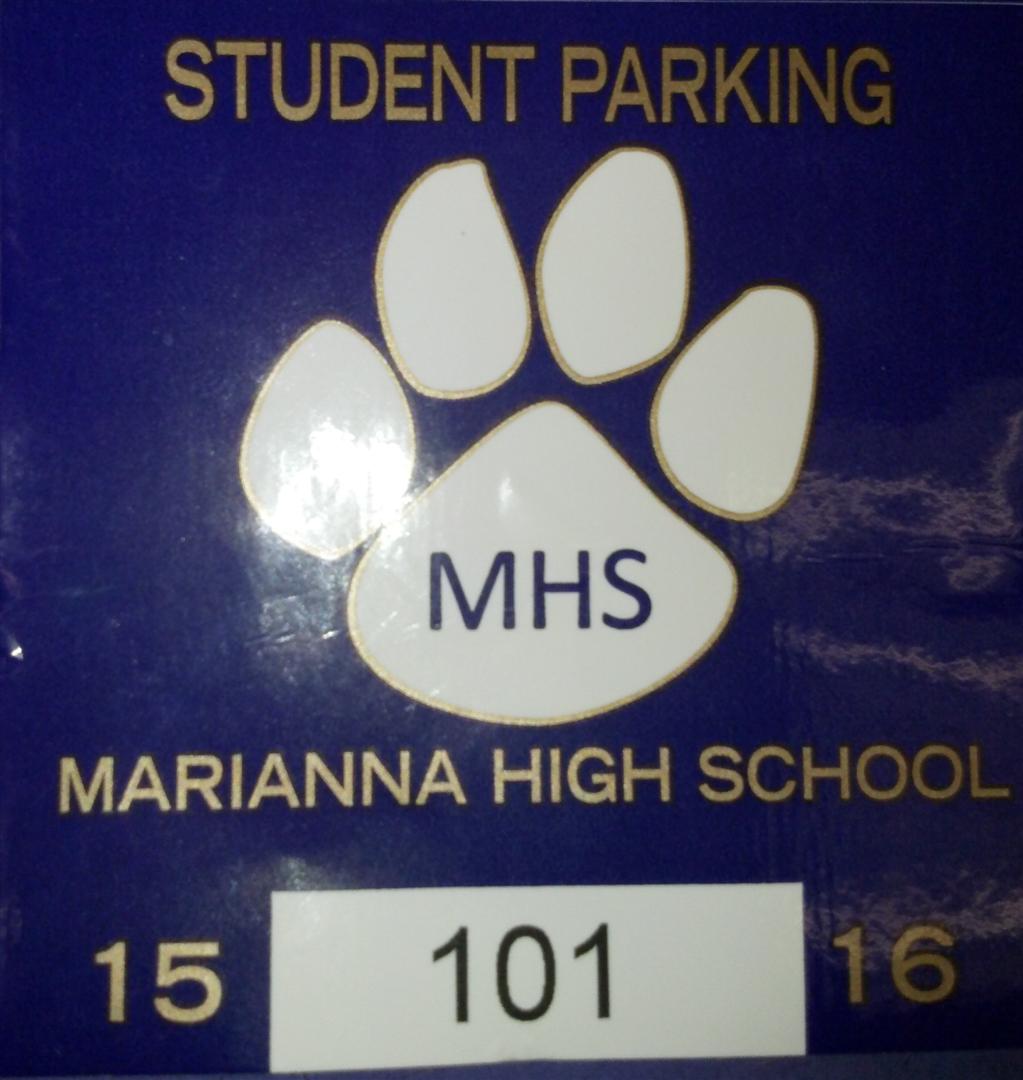 STUDENT PARKING
MHS
MARIANNA HIGH SCHOOL
15 101 16